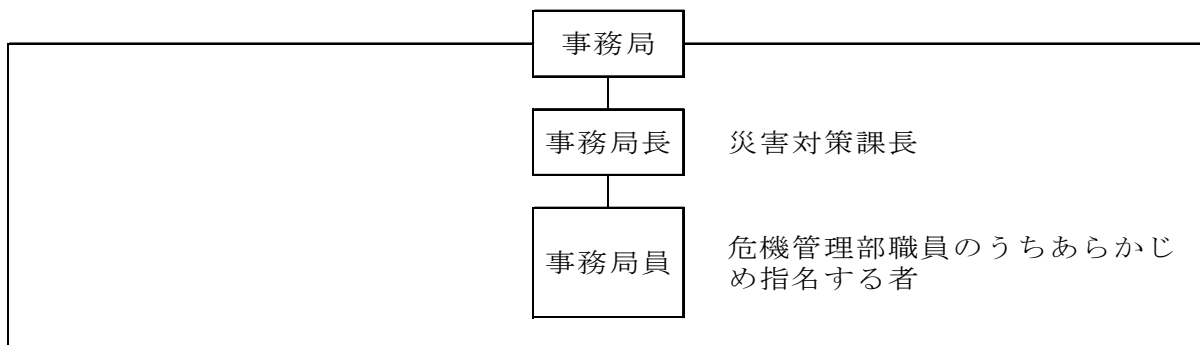 事務局
事務局長
災害対策課長
事務局員
危機管理部職員のうちあらかじ
め指名する者